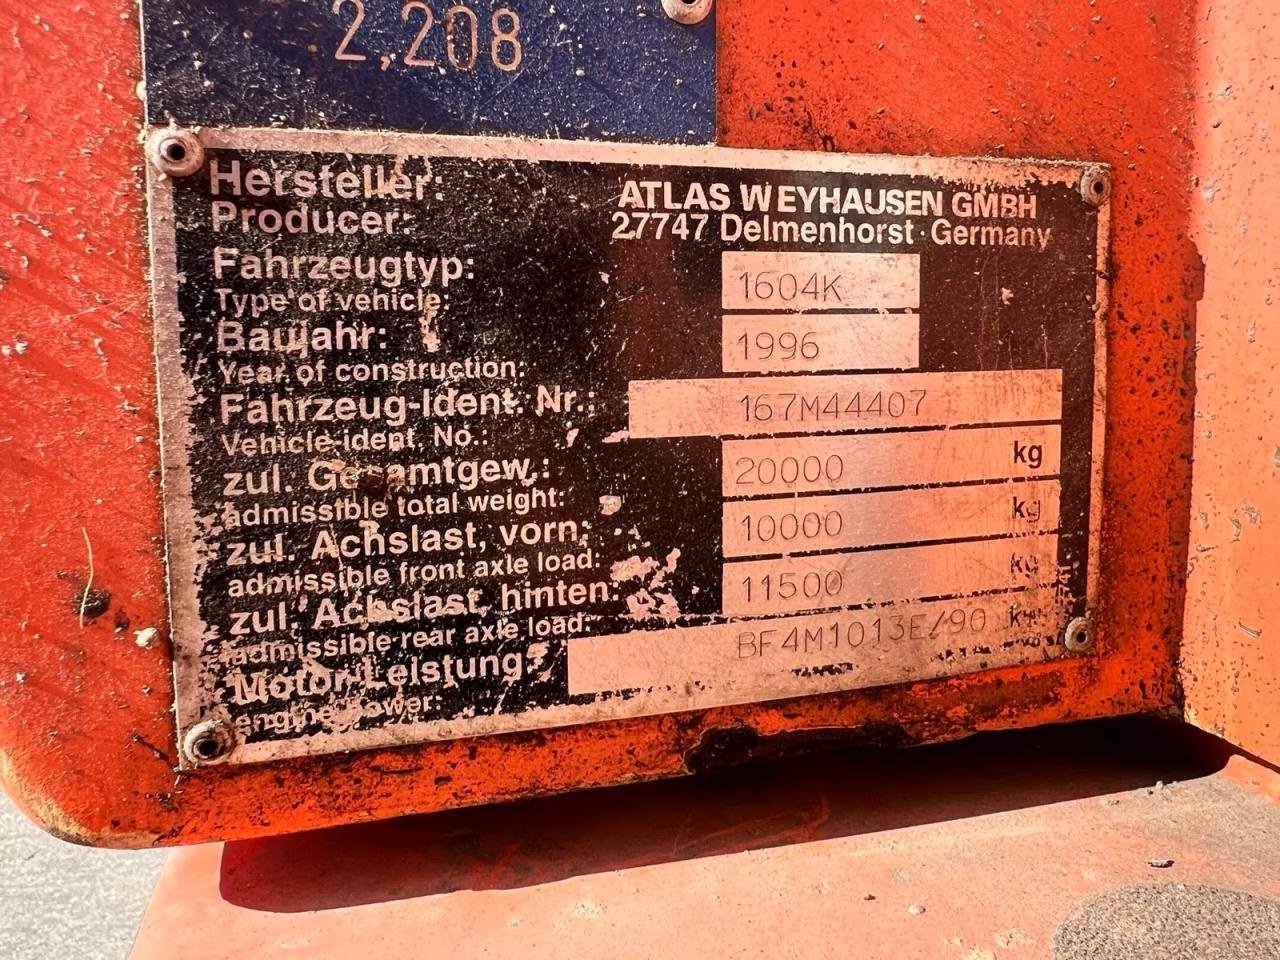 2,208
Hersteller:
Producer:
ATLAS WEYHAUSEN GMBH
27747 Delmenhorst · Germany
Fahrzeugtyp:
Type of vehicle:
1604K
Baujahr:
Year of construction:
1996
Fahrzeug-Ident. Nr.:
Vehicle-ident. No.:
167M44407
zul. Gesamtgew.:
admissible total weight:
20000 kg
zul. Achslast, vorn:
admissible front axle load:
10000 kg
zul. Achslast, hinten:
admissible rear axle load:
11500 kg
Motor-Leistung:
engine power:
BF4M1013E/90